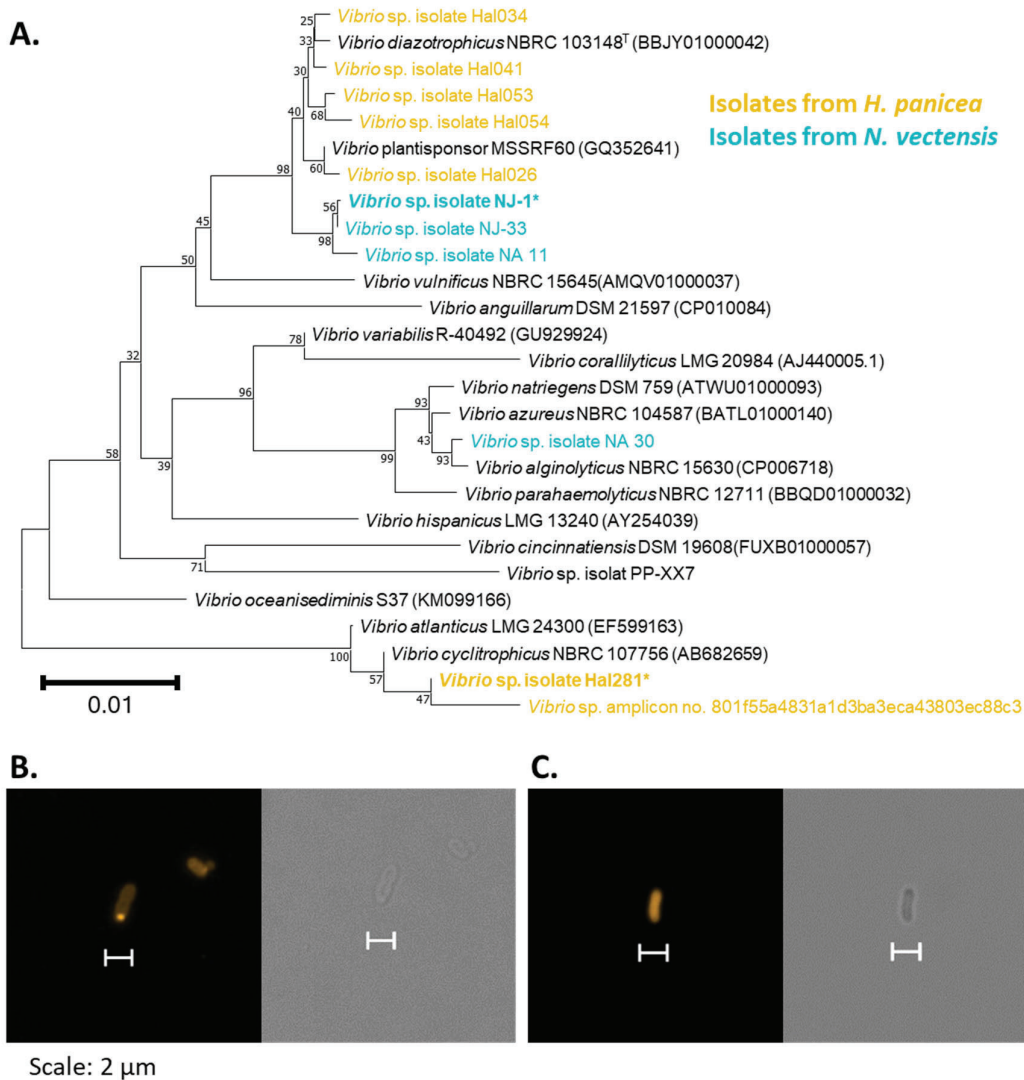 A.
25
Vibrio sp. isolate Hal034
33
Vibrio diazotrophicus NBRC 103148ᵀ (BBJY01000042)
30
Vibrio sp. isolate Hal041
Vibrio sp. isolate Hal053
Isolates from H. panicea
40
68
Vibrio sp. isolate Hal054
Isolates from N. vectensis
Vibrio plantisponsor MSSRF60 (GQ352641)
98
60
Vibrio sp. isolate Hal026
56
Vibrio sp. isolate NJ-1*
45
Vibrio sp. isolate NJ-33
98
Vibrio sp. isolate NA 11
50
Vibrio vulnificus NBRC 15645(AMQV01000037)
Vibrio anguillarum DSM 21597 (CP010084)
78
Vibrio variabilis R-40492 (GU929924)
32
Vibrio corallilyticus LMG 20984 (AJ440005.1)
96
Vibrio natriegens DSM 759 (ATWU01000093)
93
Vibrio azureus NBRC 104587 (BATL01000140)
43
Vibrio sp. isolate NA 30
58
39
99
93
Vibrio alginolyticus NBRC 15630 (CP006718)
Vibrio parahaemolyticus NBRC 12711 (BBQD01000032)
Vibrio hispanicus LMG 13240 (AY254039)
Vibrio cincinnatiensis DSM 19608(FUXB01000057)
71
Vibrio sp. isolat PP-XX7
Vibrio oceanisediminis S37 (KM099166)
Vibrio atlanticus LMG 24300 (EF599163)
100
Vibrio cyclitrophicus NBRC 107756 (AB682659)
57
Vibrio sp. isolate Hal281*
47
Vibrio sp. amplicon no. 801f55a4831a1d3ba3eca43803ec88c3
0.01
B.
C.
Scale: 2 µm